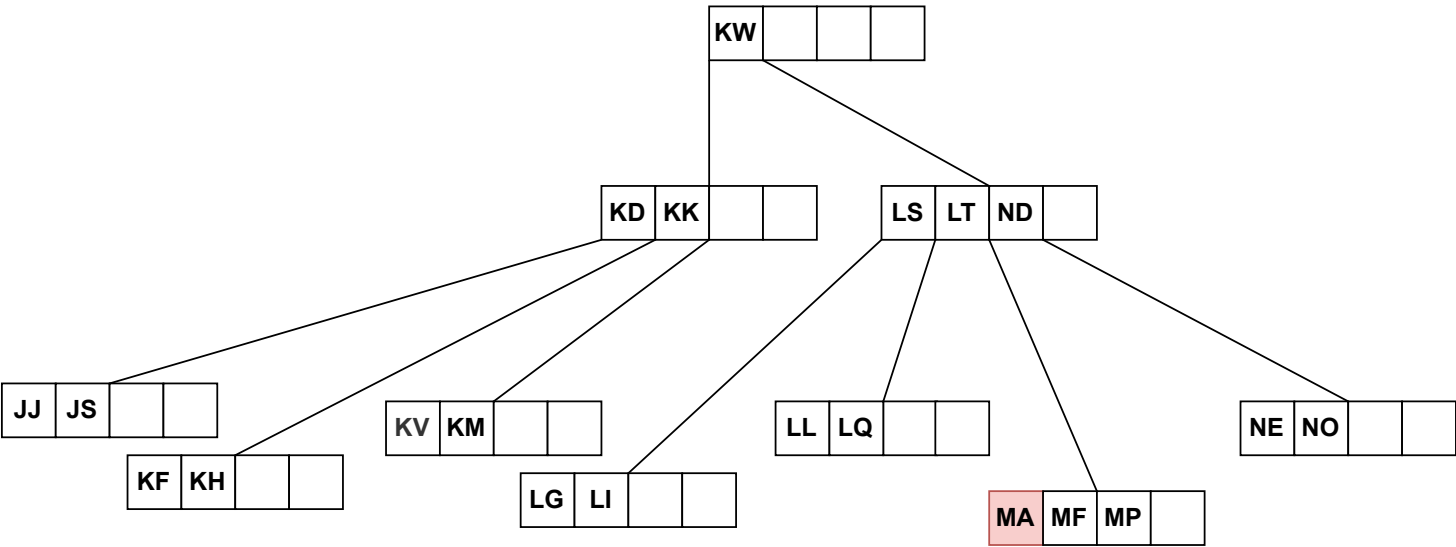 KW
KD KK
LS LT ND
JJ JS
KV KM
LL LQ
NE NO
KF KH
LG LI
MA MF MP